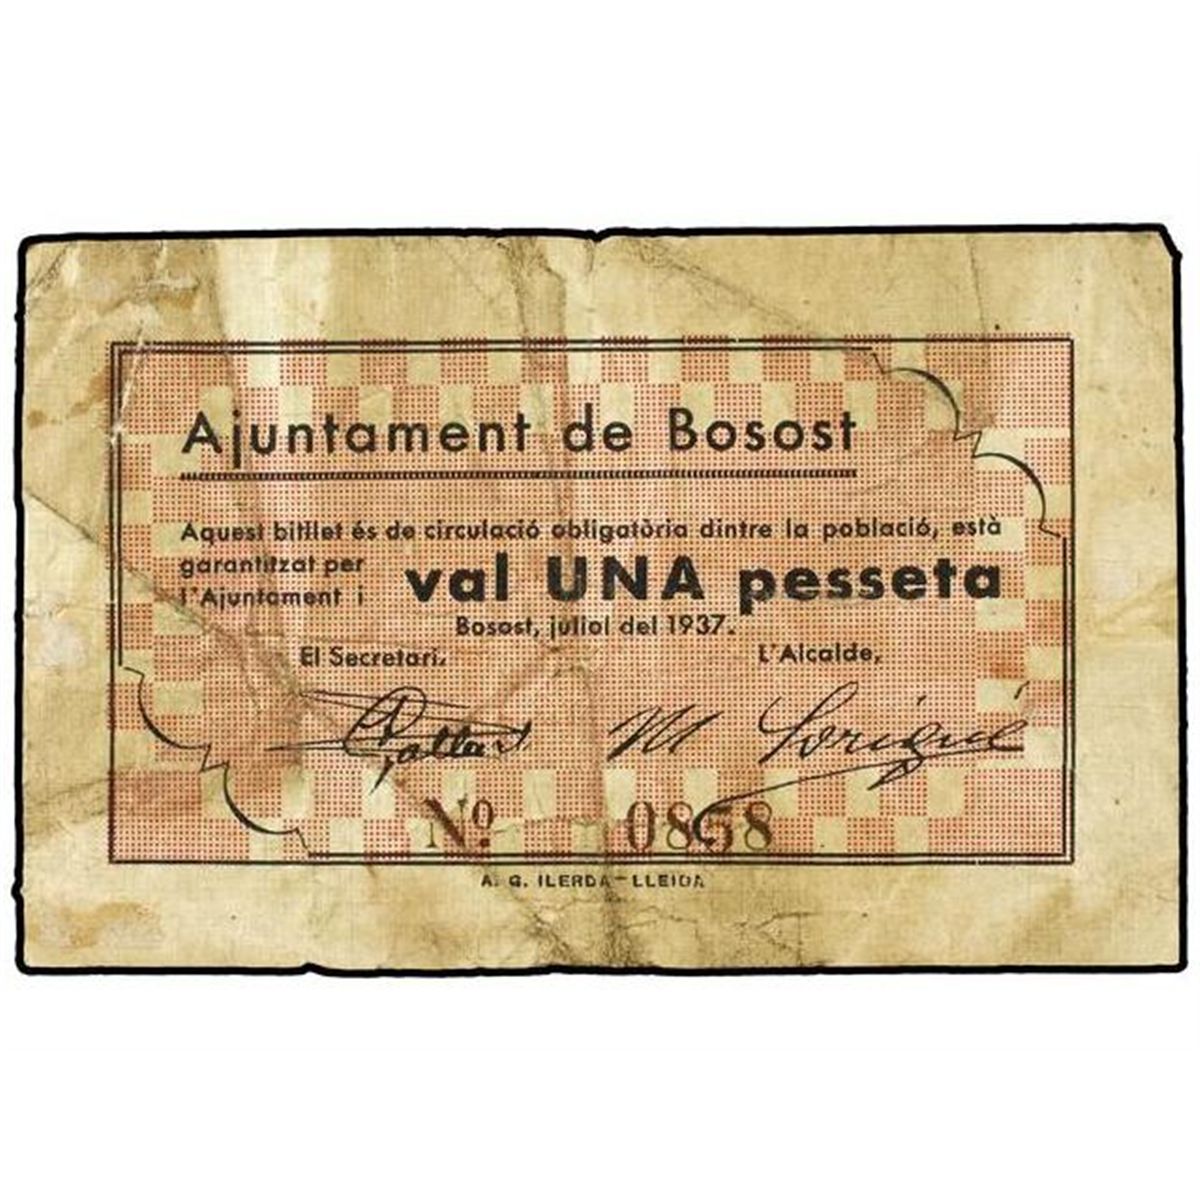 Ajuntament de Bosost
Aquest bitllet és de circulació obligatòria dintre la població, està
garantitzat per
l'Ajuntament i val UNA pesseta
Bosost, juliol del 1937.
El Secretari, L'Alcalde,
M Sorigué
Nº 0858
A. G. ILERDA - LLEIDA